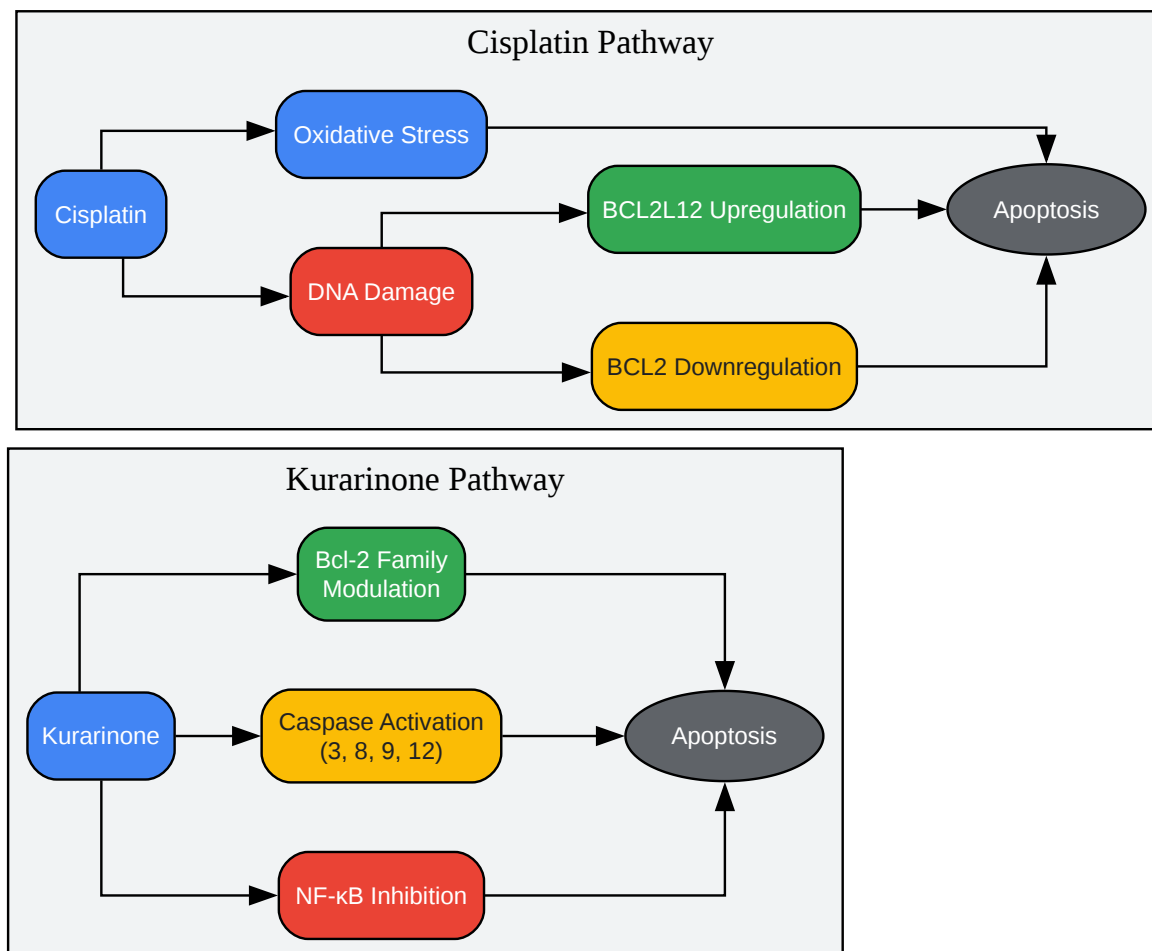 Cisplatin Pathway
Oxidative Stress
Cisplatin
BCL2L12 Upregulation
Apoptosis
DNA Damage
BCL2 Downregulation
Kurarinone Pathway
Bcl-2 Family
Modulation
Kurarinone
Caspase Activation
(3, 8, 9, 12)
Apoptosis
NF-κB Inhibition